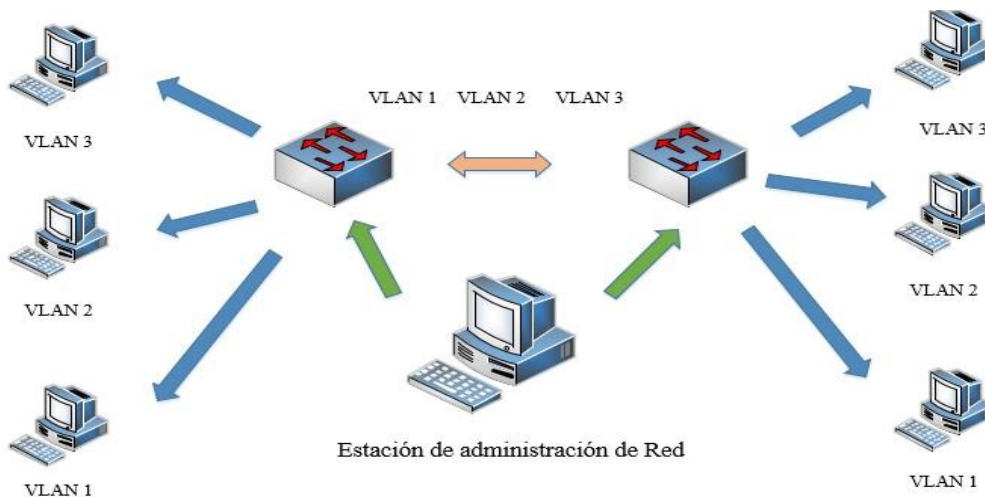 VLAN 1 VLAN 2 VLAN 3
VLAN 3
VLAN 3
VLAN 2
VLAN 2
Estación de administración de Red
VLAN 1
VLAN 1